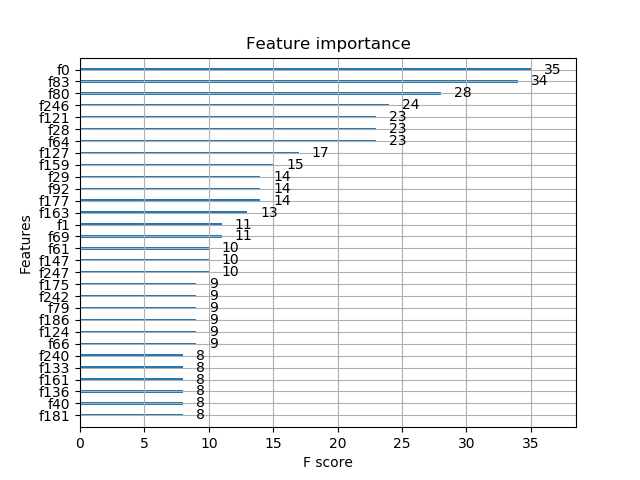 Feature importance
f0 35
f83 34
f80 28
f246 24
f121 23
f28 23
f64 23
f127 17
f159 15
f29 14
f92 14
f177 14
f163 13
f1 11
f69 11
f61 10
f147 10
f247 10
f175 9
f242 9
f79 9
f186 9
f124 9
f66 9
f240 8
f133 8
f161 8
f136 8
f40 8
f181 8
Features
0 5 10 15 20 25 30 35
F score